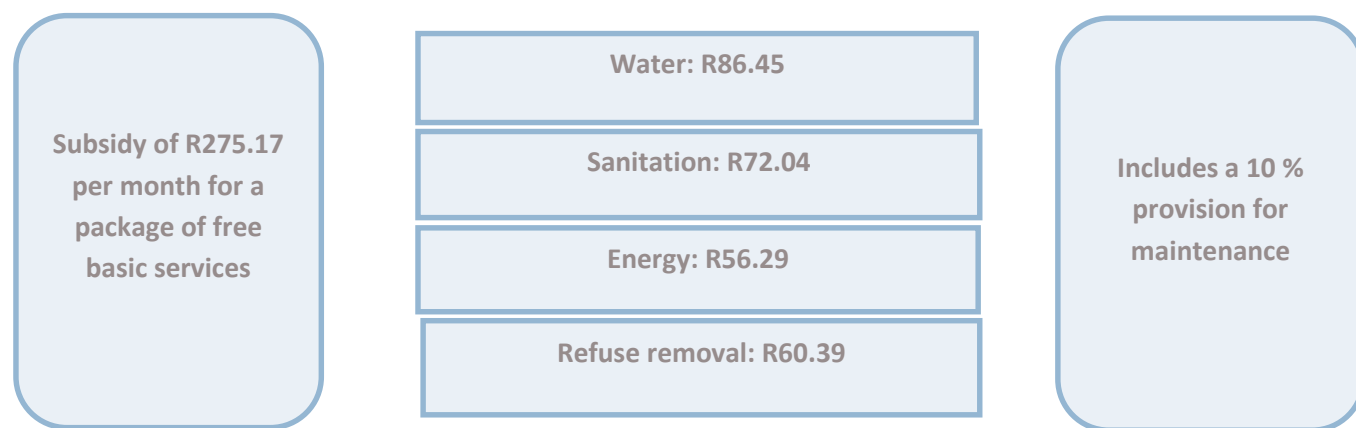 Subsidy of R275.17
per month for a
package of free
basic services
Water: R86.45
Sanitation: R72.04
Energy: R56.29
Refuse removal: R60.39
Includes a 10 %
provision for
maintenance